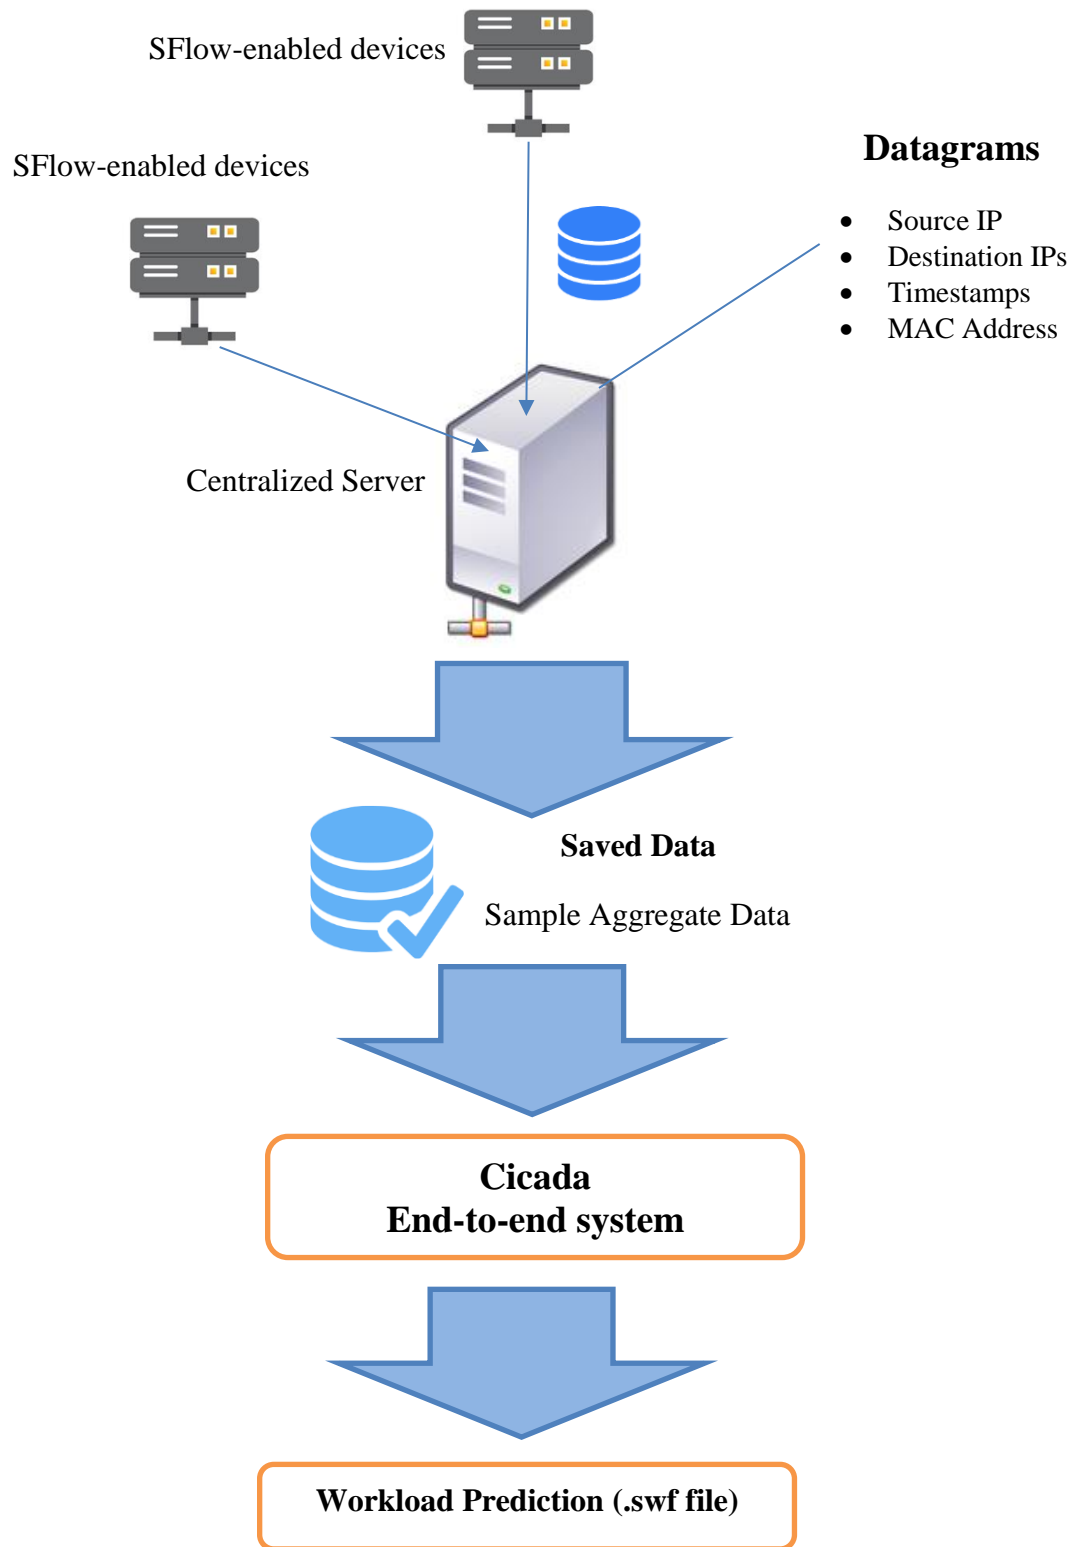 SFlow-enabled devices
SFlow-enabled devices
Datagrams
• Source IP
• Destination IPs
• Timestamps
• MAC Address
Centralized Server
Saved Data
Sample Aggregate Data
Cicada
End-to-end system
Workload Prediction (.swf file)